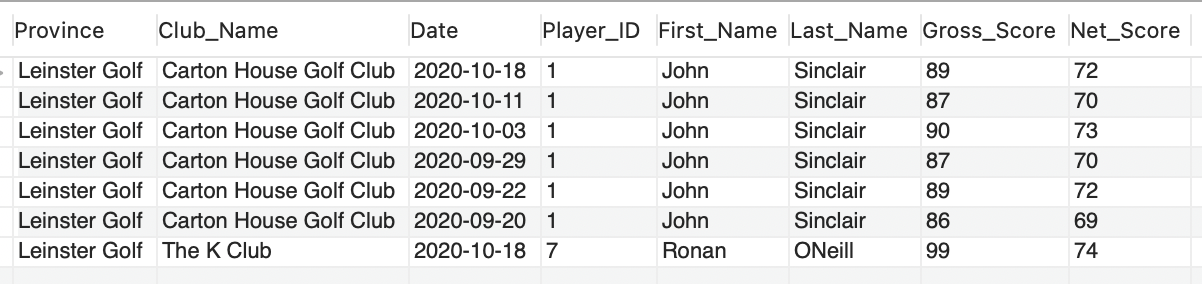 Province Club_Name Date Player_ID First_Name Last_Name Gross_Score Net_Score
Leinster Golf Carton House Golf Club 2020-10-18 1 John Sinclair 89 72
Leinster Golf Carton House Golf Club 2020-10-11 1 John Sinclair 87 70
Leinster Golf Carton House Golf Club 2020-10-03 1 John Sinclair 90 73
Leinster Golf Carton House Golf Club 2020-09-29 1 John Sinclair 87 70
Leinster Golf Carton House Golf Club 2020-09-22 1 John Sinclair 89 72
Leinster Golf Carton House Golf Club 2020-09-20 1 John Sinclair 86 69
Leinster Golf The K Club 2020-10-18 7 Ronan ONeill 99 74